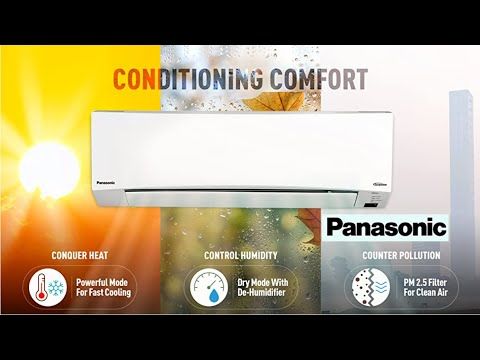 CONDITIONING COMFORT
Panasonic
Panasonic
CONQUER HEAT
Powerful Mode
For Fast Cooling
CONTROL HUMIDITY
Dry Mode With
De-Humidifier
COUNTER POLLUTION
PM 2.5 Filter
For Clean Air